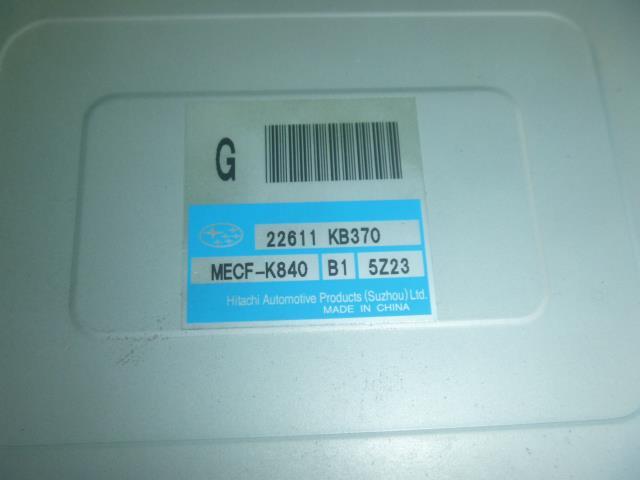 G
22611 KB370
MECF-K840 B1 5Z23
Hitachi Automotive Products (Suzhou) Ltd.
MADE IN CHINA